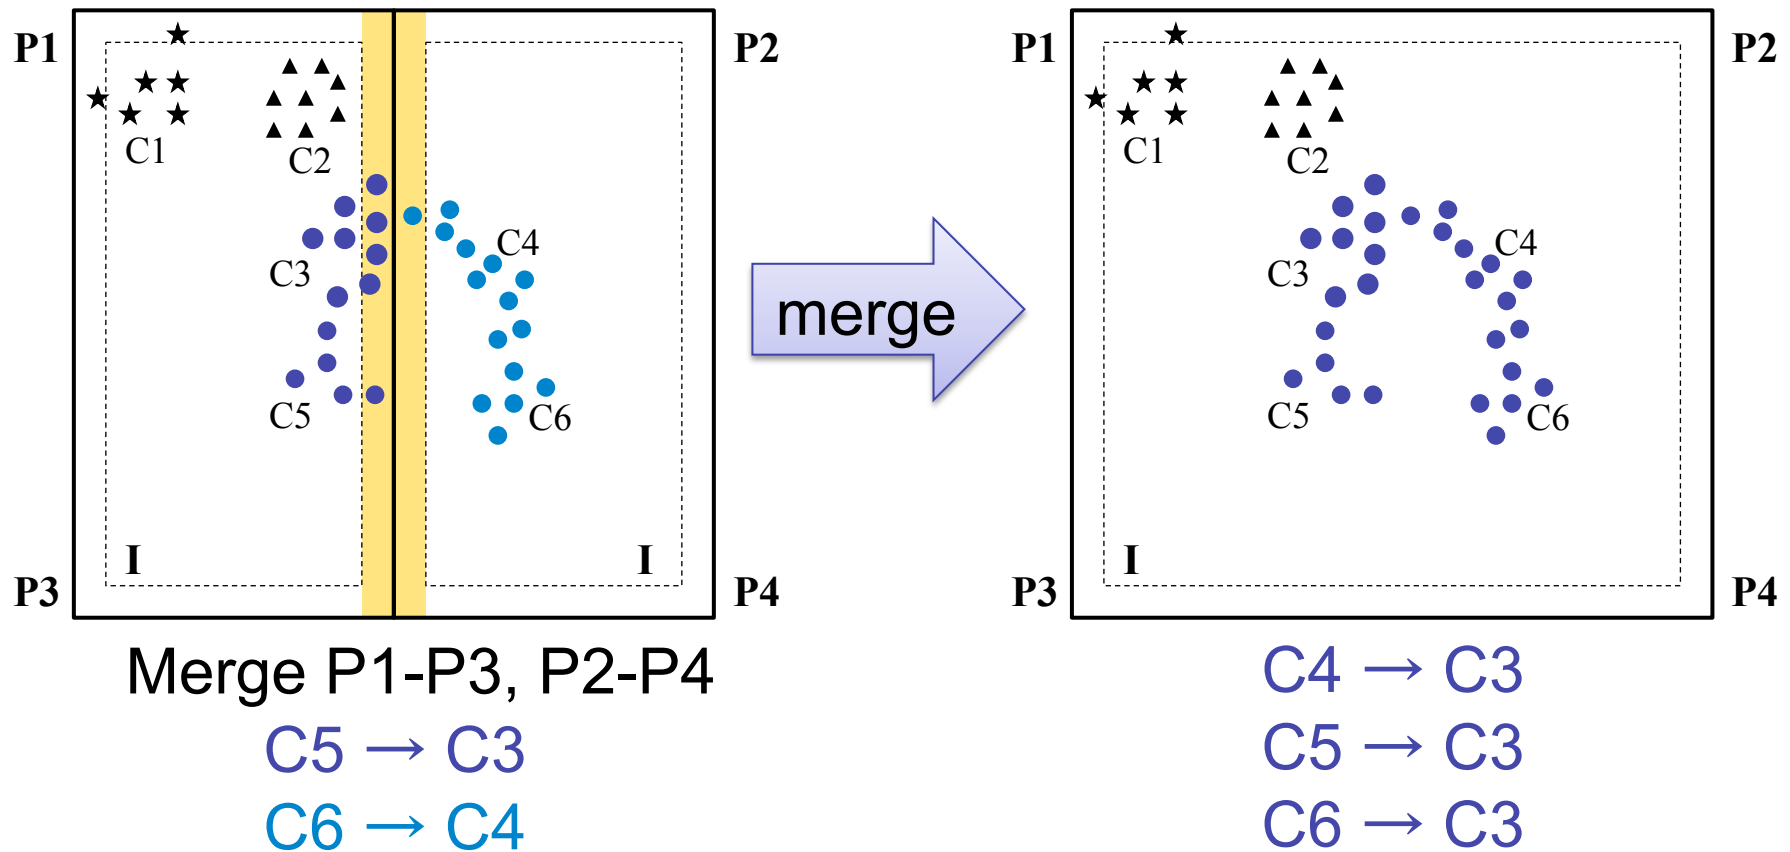 P1
P2
C1
C2
C3
C4
C5
C6
I
I
P3
P4
Merge P1-P3, P2-P4
C5 → C3
C6 → C4
merge
P1
P2
C1
C2
C3
C4
C5
C6
I
P3
P4
C4 → C3
C5 → C3
C6 → C3